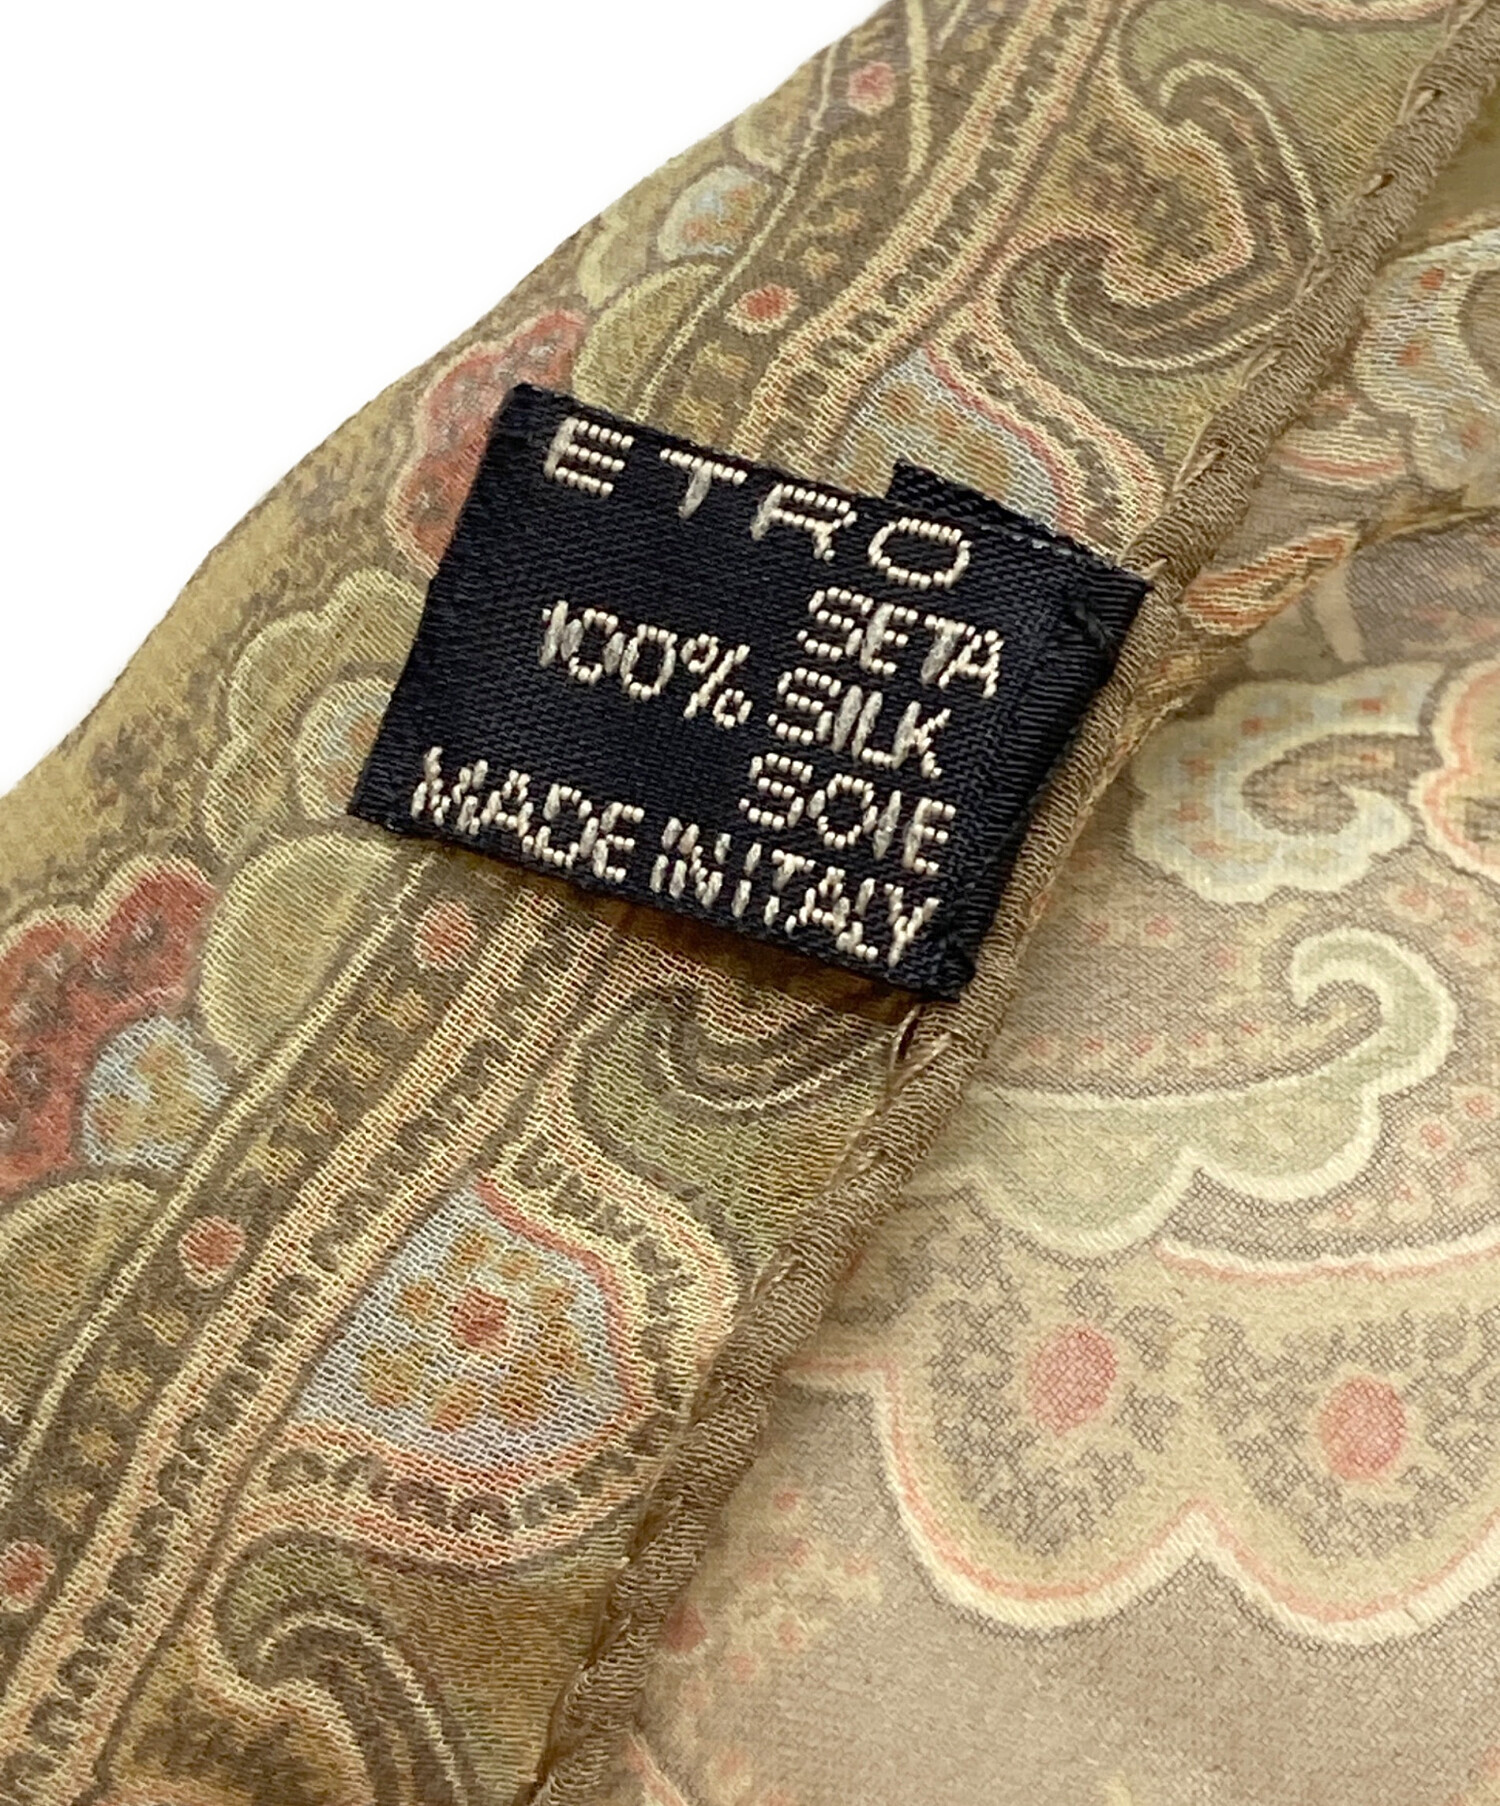 ETRO
SETA
100% SILK
SOIE
MADE IN ITALY